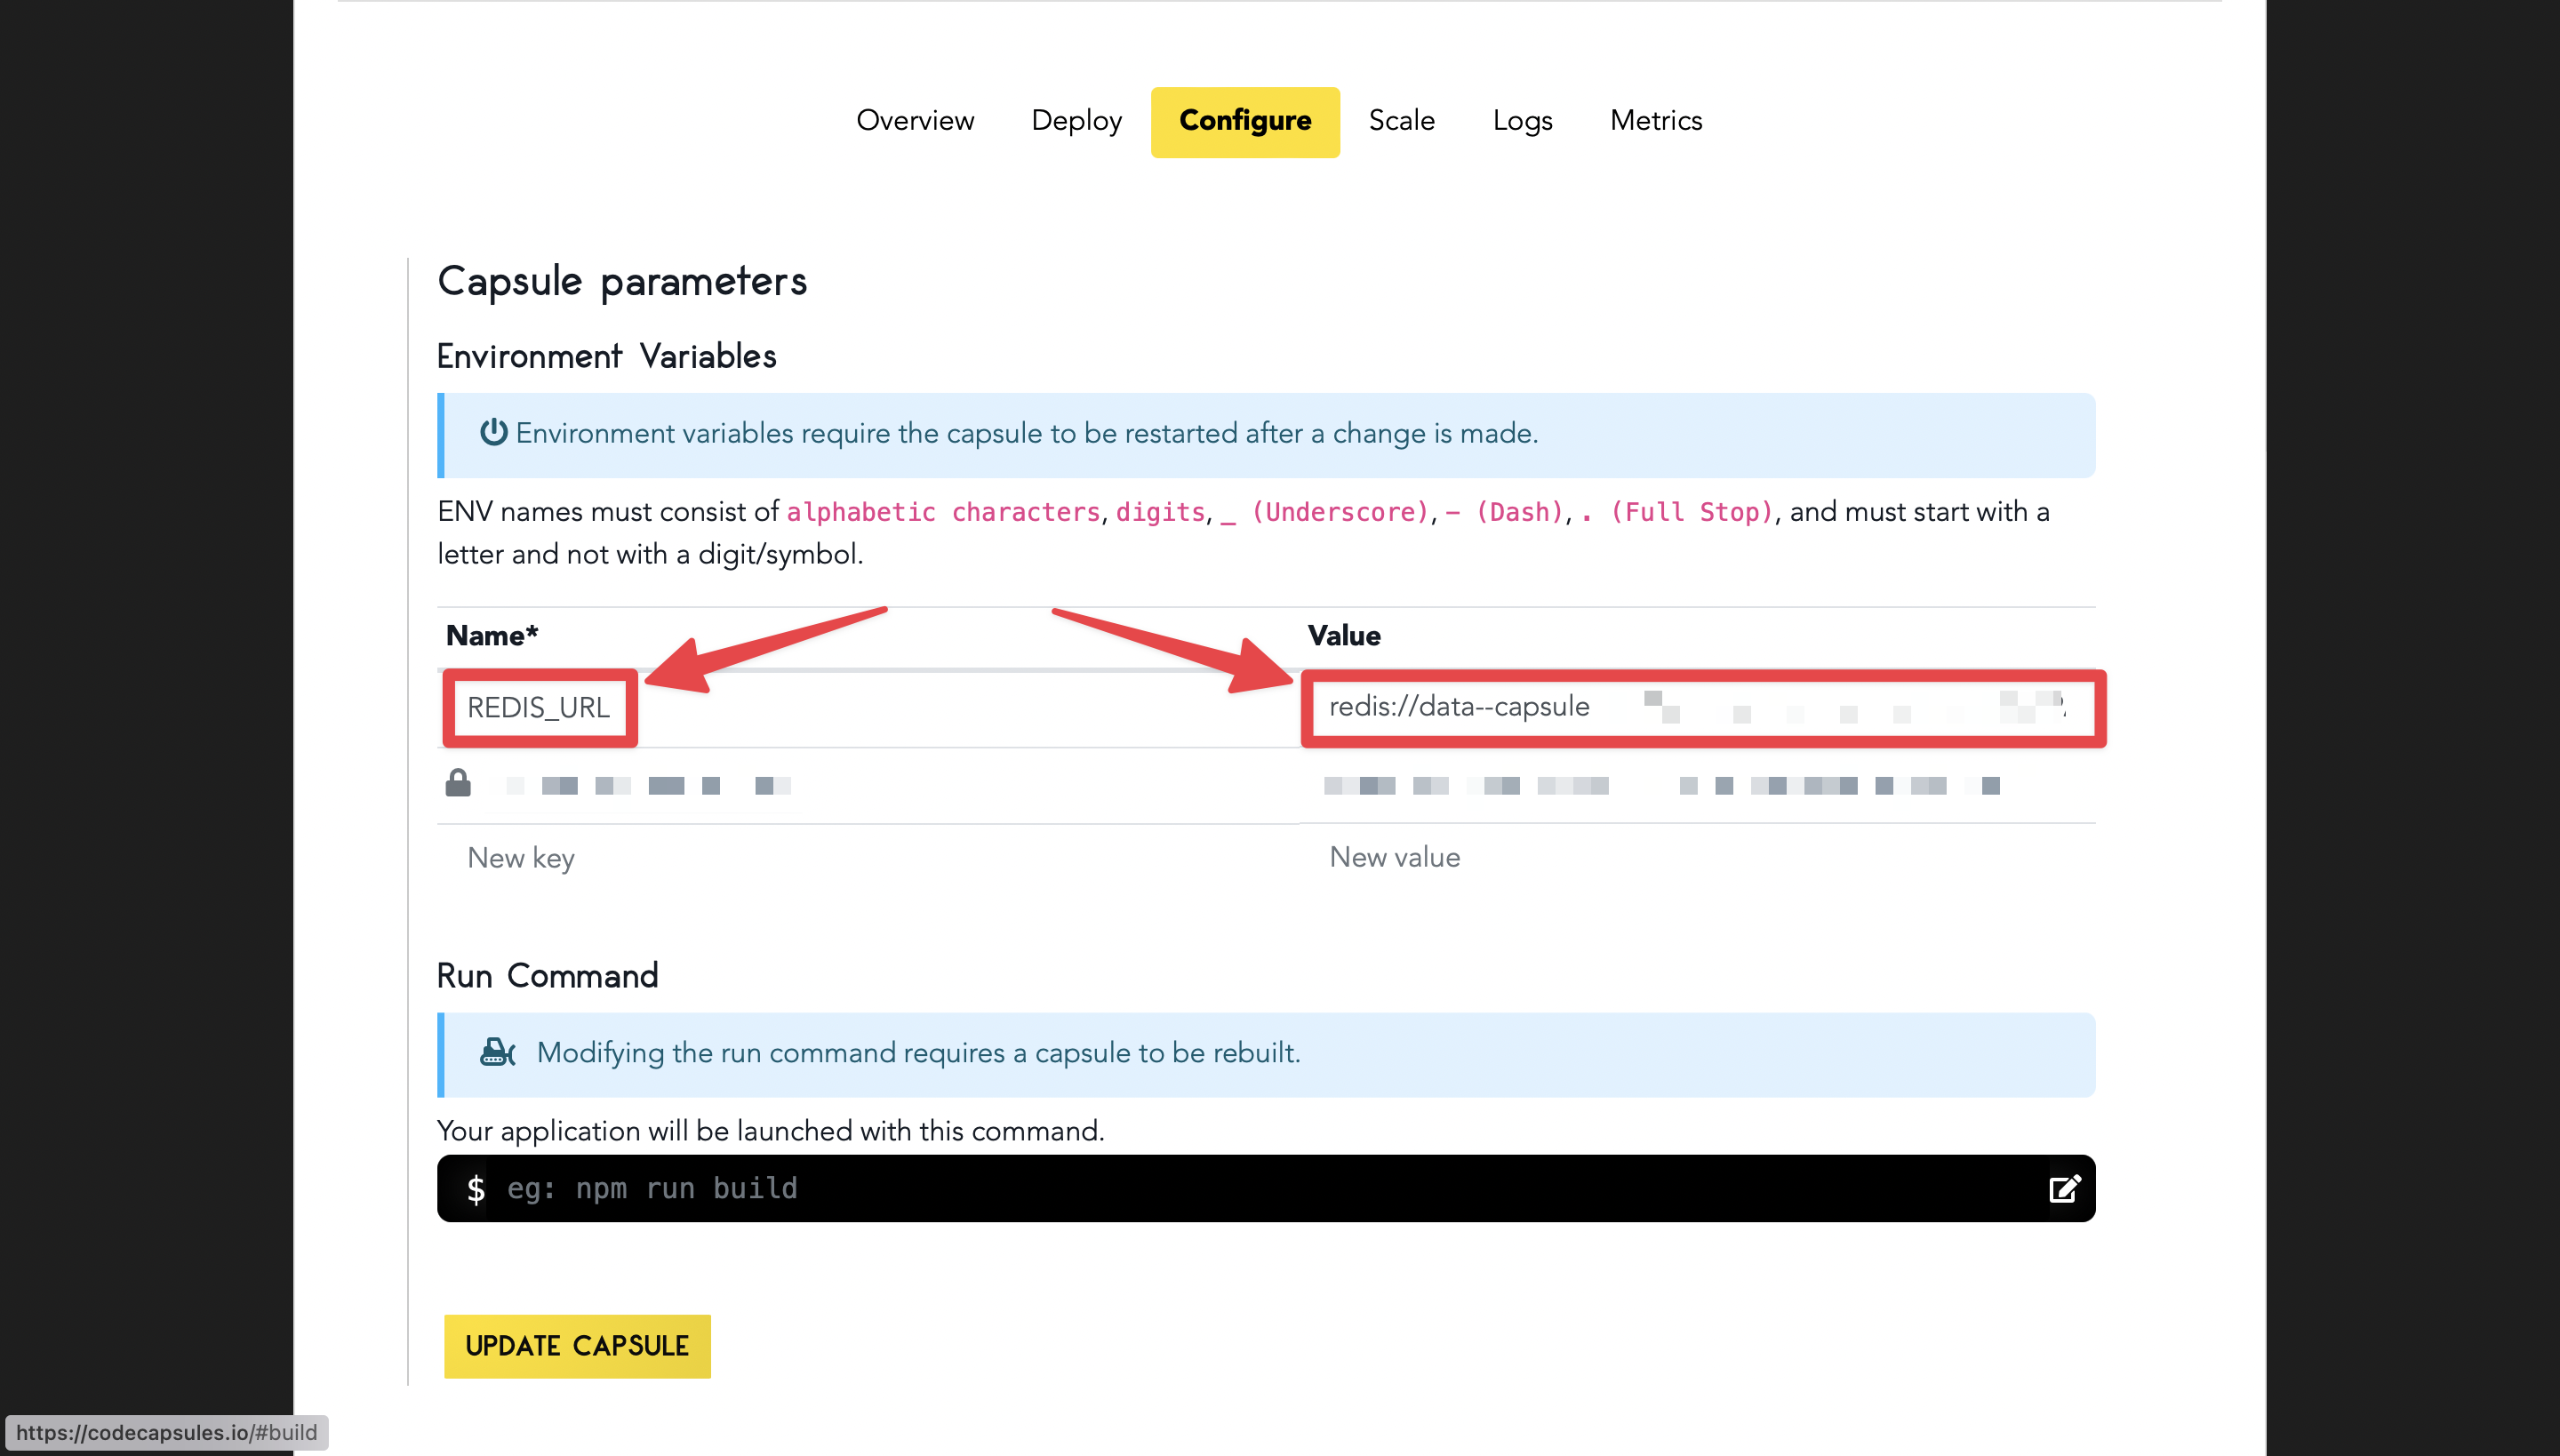 Overview Deploy Configure Scale Logs Metrics
Capsule parameters
Environment Variables
Environment variables require the capsule to be restarted after a change is made.
ENV names must consist of alphabetic characters, digits, _ (Underscore), - (Dash), . (Full Stop), and must start with a
letter and not with a digit/symbol.
Name* Value
REDIS_URL redis://data--capsule
New key New value
Run Command
Modifying the run command requires a capsule to be rebuilt.
Your application will be launched with this command.
$ eg: npm run build
UPDATE CAPSULE
https://codecapsules.io/#build